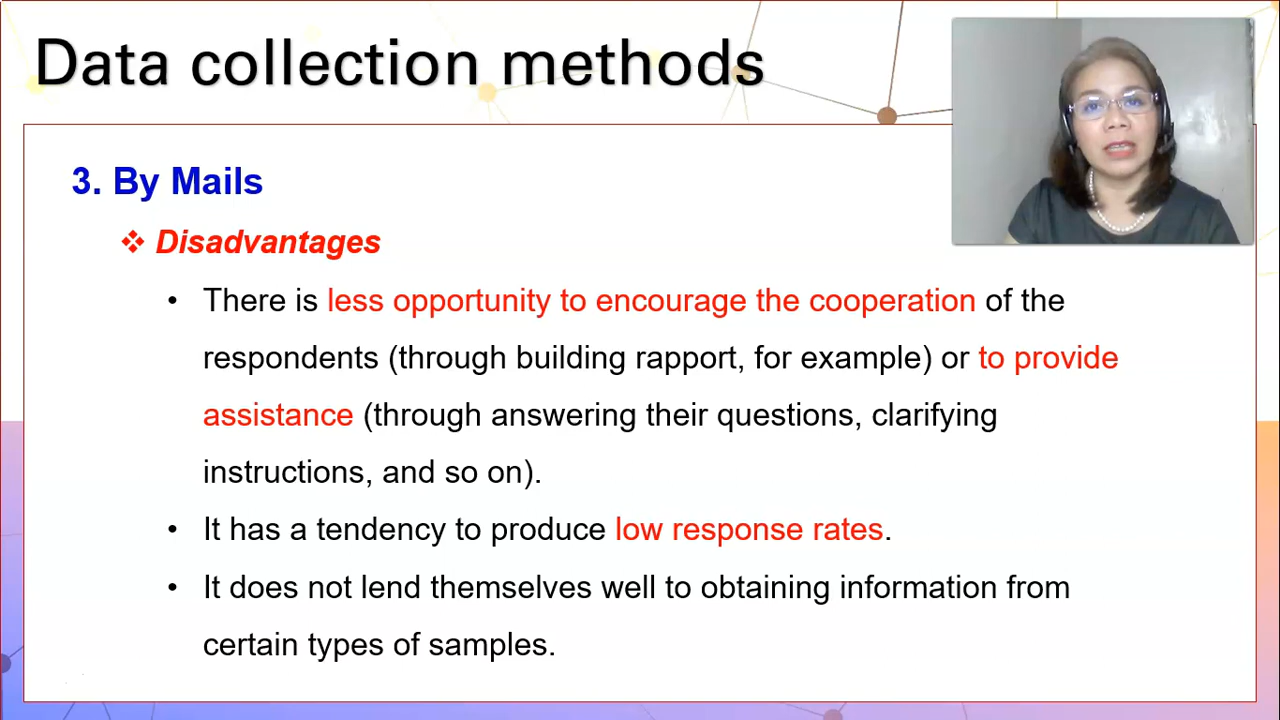 Data collection methods
3. By Mails
❖ Disadvantages
• There is less opportunity to encourage the cooperation of the
respondents (through building rapport, for example) or to provide
assistance (through answering their questions, clarifying
instructions, and so on).
• It has a tendency to produce low response rates.
• It does not lend themselves well to obtaining information from
certain types of samples.